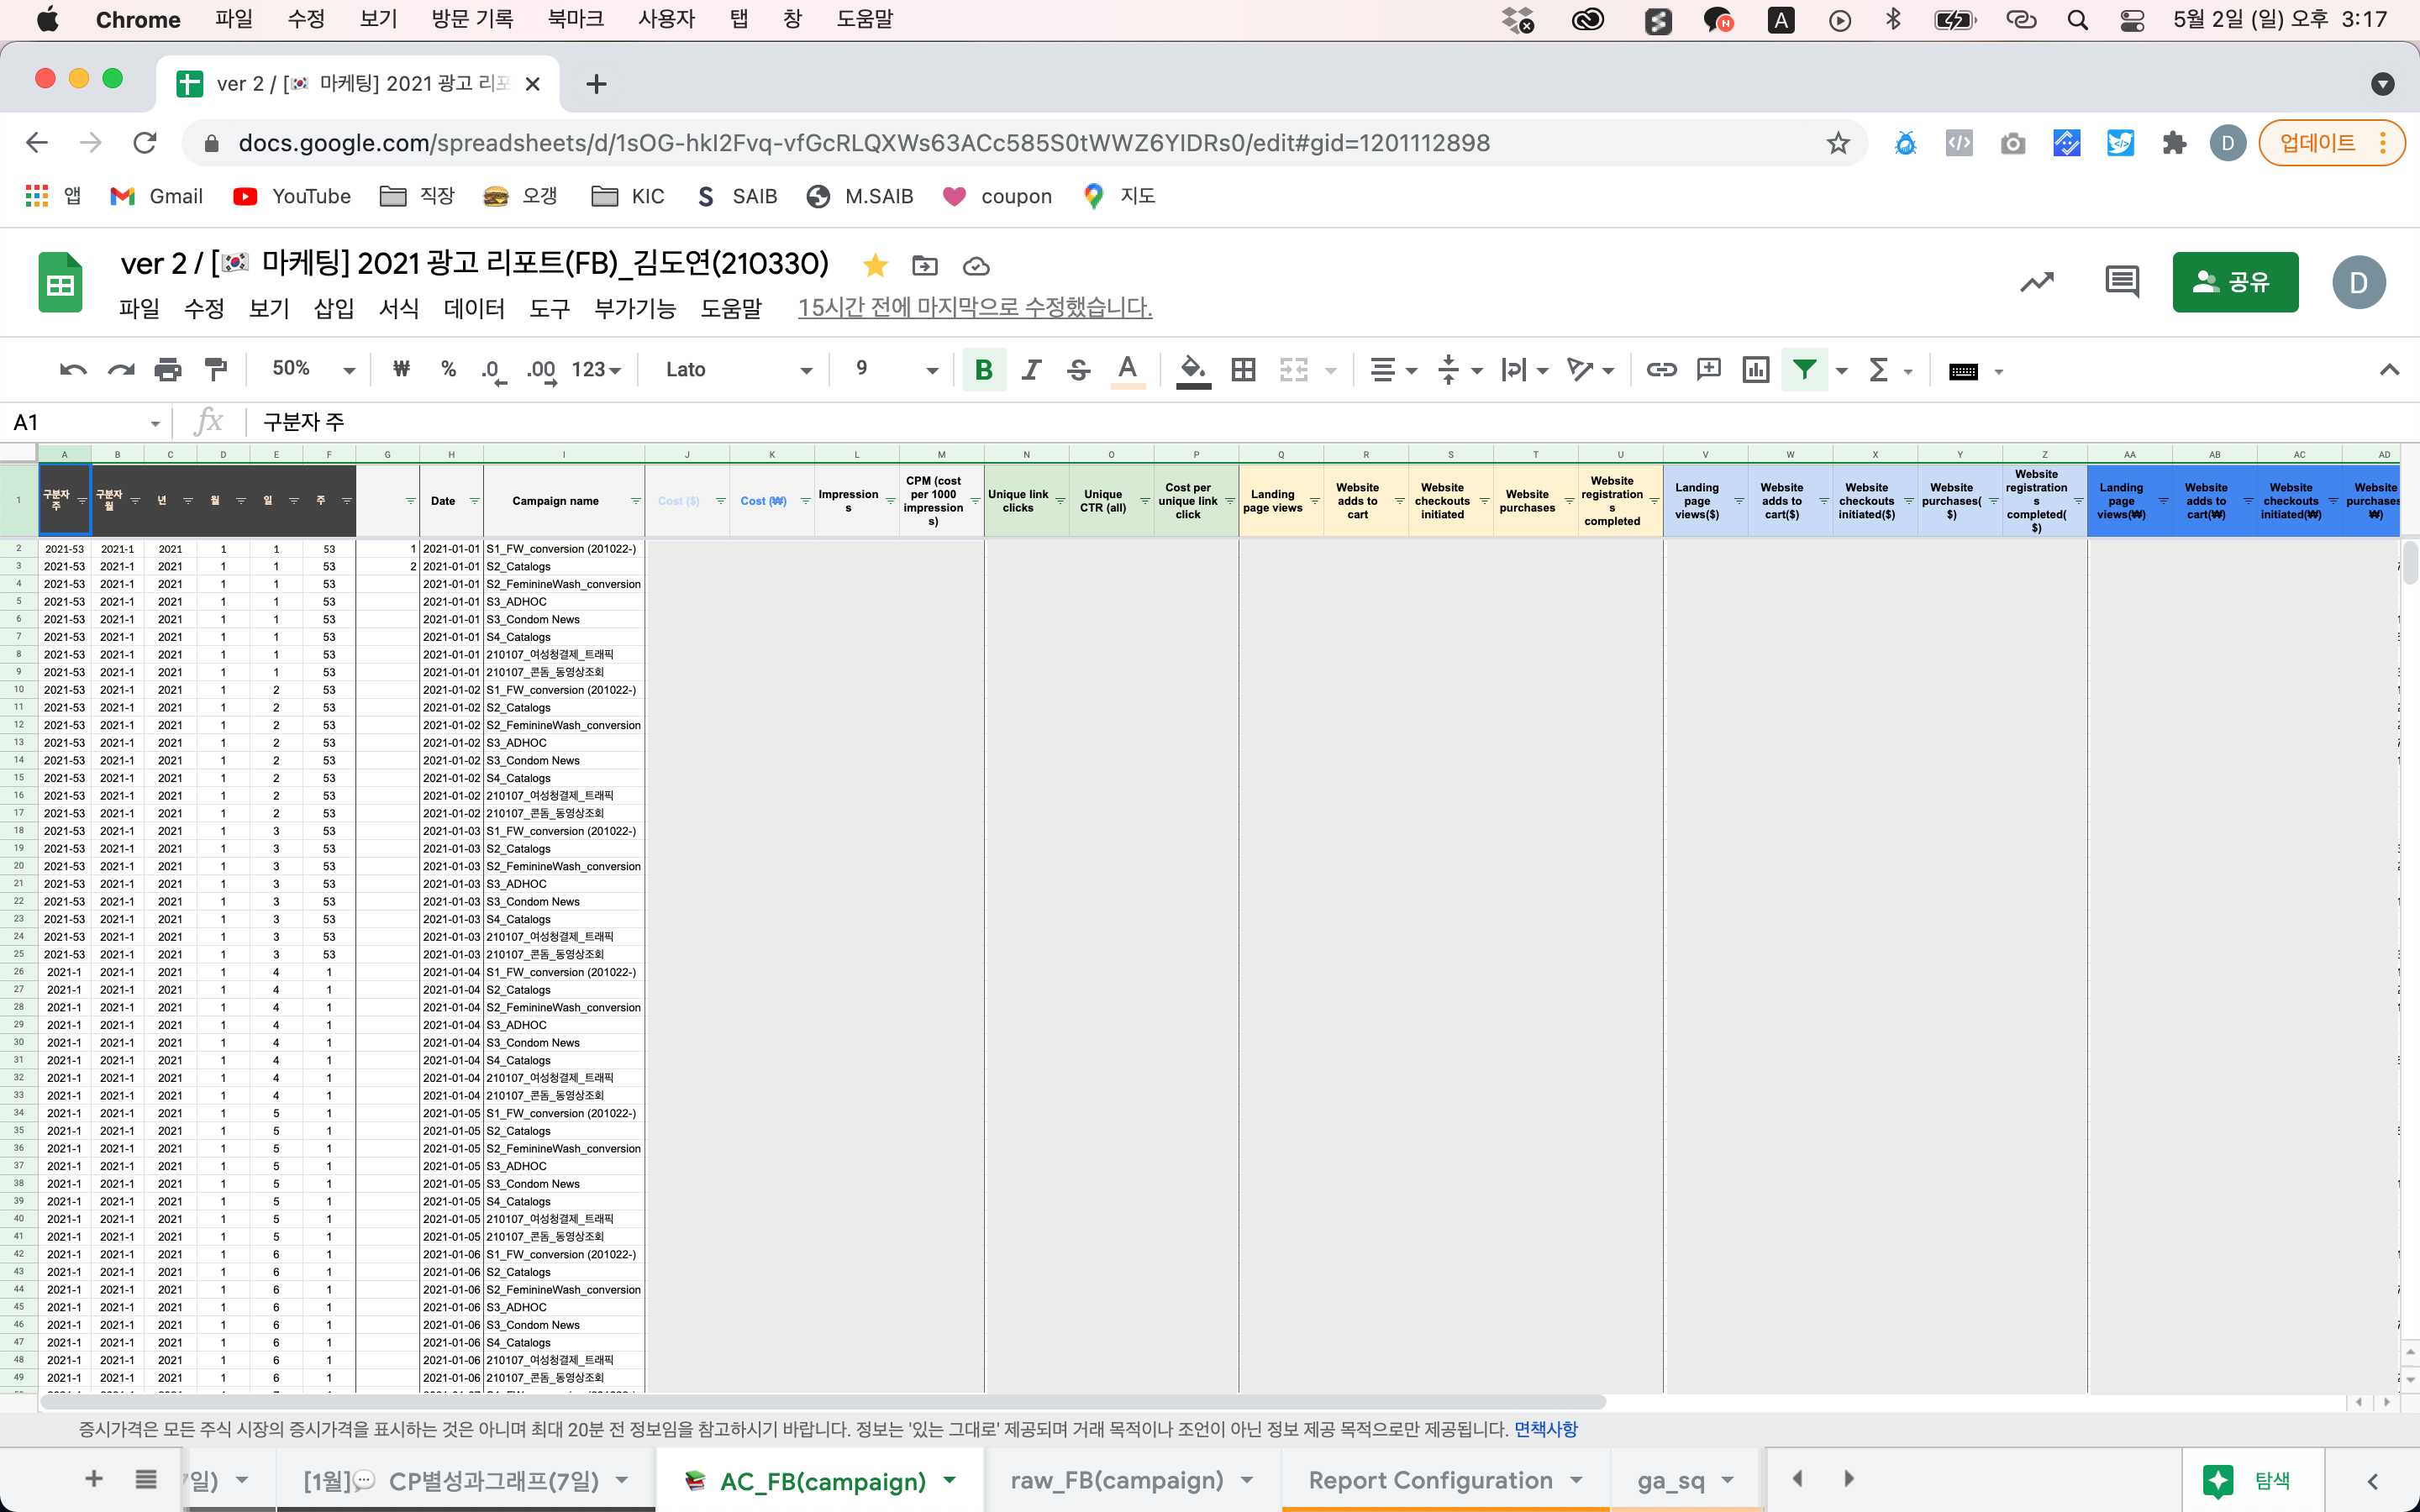 Chrome 파일 수정 보기 방문 기록 북마크 사용자 탭 창 도움말 5월 2일 (일) 오후 3:17
ver 2 / [🇰🇷 마케팅] 2021 광고 리포
docs.google.com/spreadsheets/d/1sOG-hkI2Fvq-vfGcRLQXWs63ACc585S0tWWZ6YIDRs0/edit#gid=1201112898 D 업데이트
앱 Gmail YouTube 직장 오갱 KIC SAIB M.SAIB coupon 지도
ver 2 / [🇰🇷 마케팅] 2021 광고 리포트(FB)_김도연(210330) 공유 D
파일 수정 보기 삽입 서식 데이터 도구 부가기능 도움말 15시간 전에 마지막으로 수정했습니다.
50% ₩ % .0 .00 123 Lato 9
A1 fx 구분자 주
A B C D E F G H I J K L M N O P Q R S T U V W X Y Z AA AB AC AD
1 구분자 주 구분자 월 년 월 일 주 Date Campaign name Cost ($) Cost (₩) Impressions CPM (cost per 1000 impressions) Unique link clicks Unique CTR (all) Cost per unique link click Landing page views Website adds to cart Website checkouts initiated Website purchases Website registrations completed Landing page views($) Website adds to cart($) Website checkouts initiated($) Website purchases($) Website registrations completed($) Landing page views(₩) Website adds to cart(₩) Website checkouts initiated(₩) Website purchases ₩)
2 2021-53 2021-1 2021 1 1 53 1 2021-01-01 S1_FW_conversion (201022-)
3 2021-53 2021-1 2021 1 1 53 2 2021-01-01 S2_Catalogs
4 2021-53 2021-1 2021 1 1 53 2021-01-01 S2_FeminineWash_conversion
5 2021-53 2021-1 2021 1 1 53 2021-01-01 S3_ADHOC
6 2021-53 2021-1 2021 1 1 53 2021-01-01 S3_Condom News
7 2021-53 2021-1 2021 1 1 53 2021-01-01 S4_Catalogs
8 2021-53 2021-1 2021 1 1 53 2021-01-01 210107_여성청결제_트래픽
9 2021-53 2021-1 2021 1 1 53 2021-01-01 210107_콘돔_동영상조회
10 2021-53 2021-1 2021 1 2 53 2021-01-02 S1_FW_conversion (201022-)
11 2021-53 2021-1 2021 1 2 53 2021-01-02 S2_Catalogs
12 2021-53 2021-1 2021 1 2 53 2021-01-02 S2_FeminineWash_conversion
13 2021-53 2021-1 2021 1 2 53 2021-01-02 S3_ADHOC
14 2021-53 2021-1 2021 1 2 53 2021-01-02 S3_Condom News
15 2021-53 2021-1 2021 1 2 53 2021-01-02 S4_Catalogs
16 2021-53 2021-1 2021 1 2 53 2021-01-02 210107_여성청결제_트래픽
17 2021-53 2021-1 2021 1 2 53 2021-01-02 210107_콘돔_동영상조회
18 2021-53 2021-1 2021 1 3 53 2021-01-03 S1_FW_conversion (201022-)
19 2021-53 2021-1 2021 1 3 53 2021-01-03 S2_Catalogs
20 2021-53 2021-1 2021 1 3 53 2021-01-03 S2_FeminineWash_conversion
21 2021-53 2021-1 2021 1 3 53 2021-01-03 S3_ADHOC
22 2021-53 2021-1 2021 1 3 53 2021-01-03 S3_Condom News
23 2021-53 2021-1 2021 1 3 53 2021-01-03 S4_Catalogs
24 2021-53 2021-1 2021 1 3 53 2021-01-03 210107_여성청결제_트래픽
25 2021-53 2021-1 2021 1 3 53 2021-01-03 210107_콘돔_동영상조회
26 2021-1 2021-1 2021 1 4 1 2021-01-04 S1_FW_conversion (201022-)
27 2021-1 2021-1 2021 1 4 1 2021-01-04 S2_Catalogs
28 2021-1 2021-1 2021 1 4 1 2021-01-04 S2_FeminineWash_conversion
29 2021-1 2021-1 2021 1 4 1 2021-01-04 S3_ADHOC
30 2021-1 2021-1 2021 1 4 1 2021-01-04 S3_Condom News
31 2021-1 2021-1 2021 1 4 1 2021-01-04 S4_Catalogs
32 2021-1 2021-1 2021 1 4 1 2021-01-04 210107_여성청결제_트래픽
33 2021-1 2021-1 2021 1 4 1 2021-01-04 210107_콘돔_동영상조회
34 2021-1 2021-1 2021 1 5 1 2021-01-05 S1_FW_conversion (201022-)
35 2021-1 2021-1 2021 1 5 1 2021-01-05 S2_Catalogs
36 2021-1 2021-1 2021 1 5 1 2021-01-05 S2_FeminineWash_conversion
37 2021-1 2021-1 2021 1 5 1 2021-01-05 S3_ADHOC
38 2021-1 2021-1 2021 1 5 1 2021-01-05 S3_Condom News
39 2021-1 2021-1 2021 1 5 1 2021-01-05 S4_Catalogs
40 2021-1 2021-1 2021 1 5 1 2021-01-05 210107_여성청결제_트래픽
41 2021-1 2021-1 2021 1 5 1 2021-01-05 210107_콘돔_동영상조회
42 2021-1 2021-1 2021 1 6 1 2021-01-06 S1_FW_conversion (201022-)
43 2021-1 2021-1 2021 1 6 1 2021-01-06 S2_Catalogs
44 2021-1 2021-1 2021 1 6 1 2021-01-06 S2_FeminineWash_conversion
45 2021-1 2021-1 2021 1 6 1 2021-01-06 S3_ADHOC
46 2021-1 2021-1 2021 1 6 1 2021-01-06 S3_Condom News
47 2021-1 2021-1 2021 1 6 1 2021-01-06 S4_Catalogs
48 2021-1 2021-1 2021 1 6 1 2021-01-06 210107_여성청결제_트래픽
49 2021-1 2021-1 2021 1 6 1 2021-01-06 210107_콘돔_동영상조회
증시가격은 모든 주식 시장의 증시가격을 표시하는 것은 아니며 최대 20분 전 정보임을 참고하시기 바랍니다. 정보는 '있는 그대로' 제공되며 거래 목적이나 조언이 아닌 정보 제공 목적으로만 제공됩니다. 면책사항
7일) [1월]💬 CP별성과그래프(7일) 📚 AC_FB(campaign) raw_FB(campaign) Report Configuration ga_sq 탐색